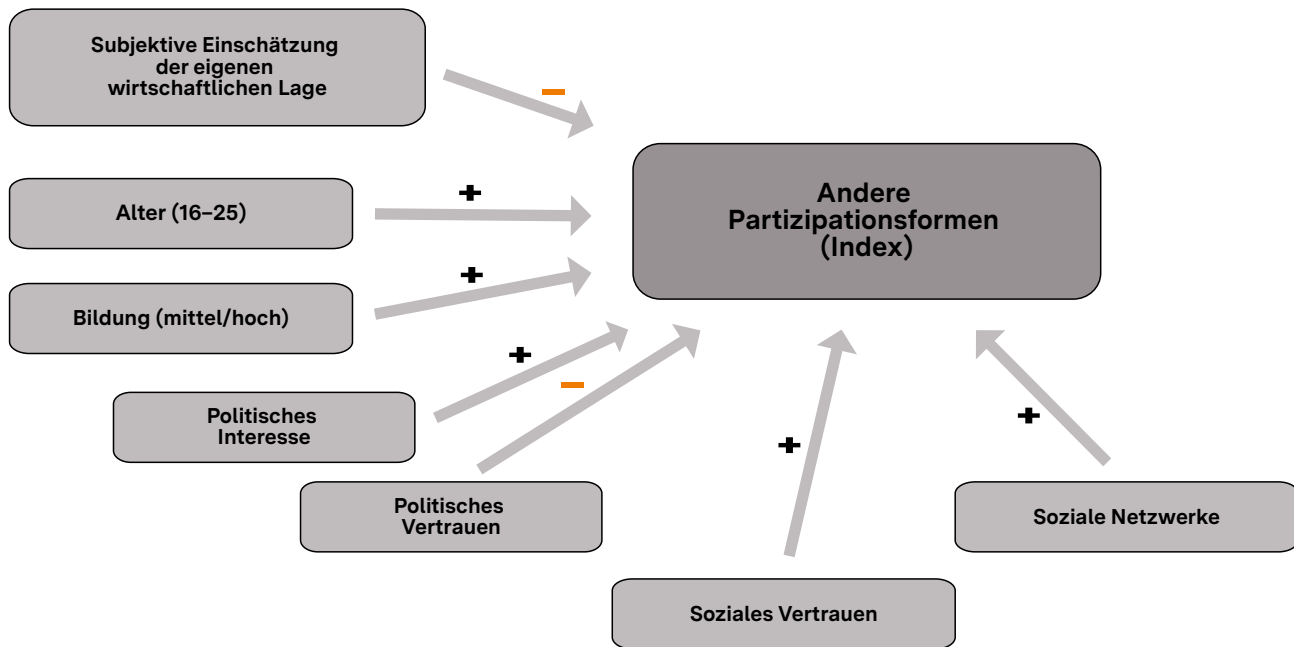 Subjektive Einschätzung
der eigenen
wirtschaftlichen Lage
–
Alter (16–25)
+
Andere
Partizipationsformen
(Index)
Bildung (mittel/hoch)
+
Politisches
Interesse
+
Politisches
Vertrauen
–
Soziales Vertrauen
+
Soziale Netzwerke
+